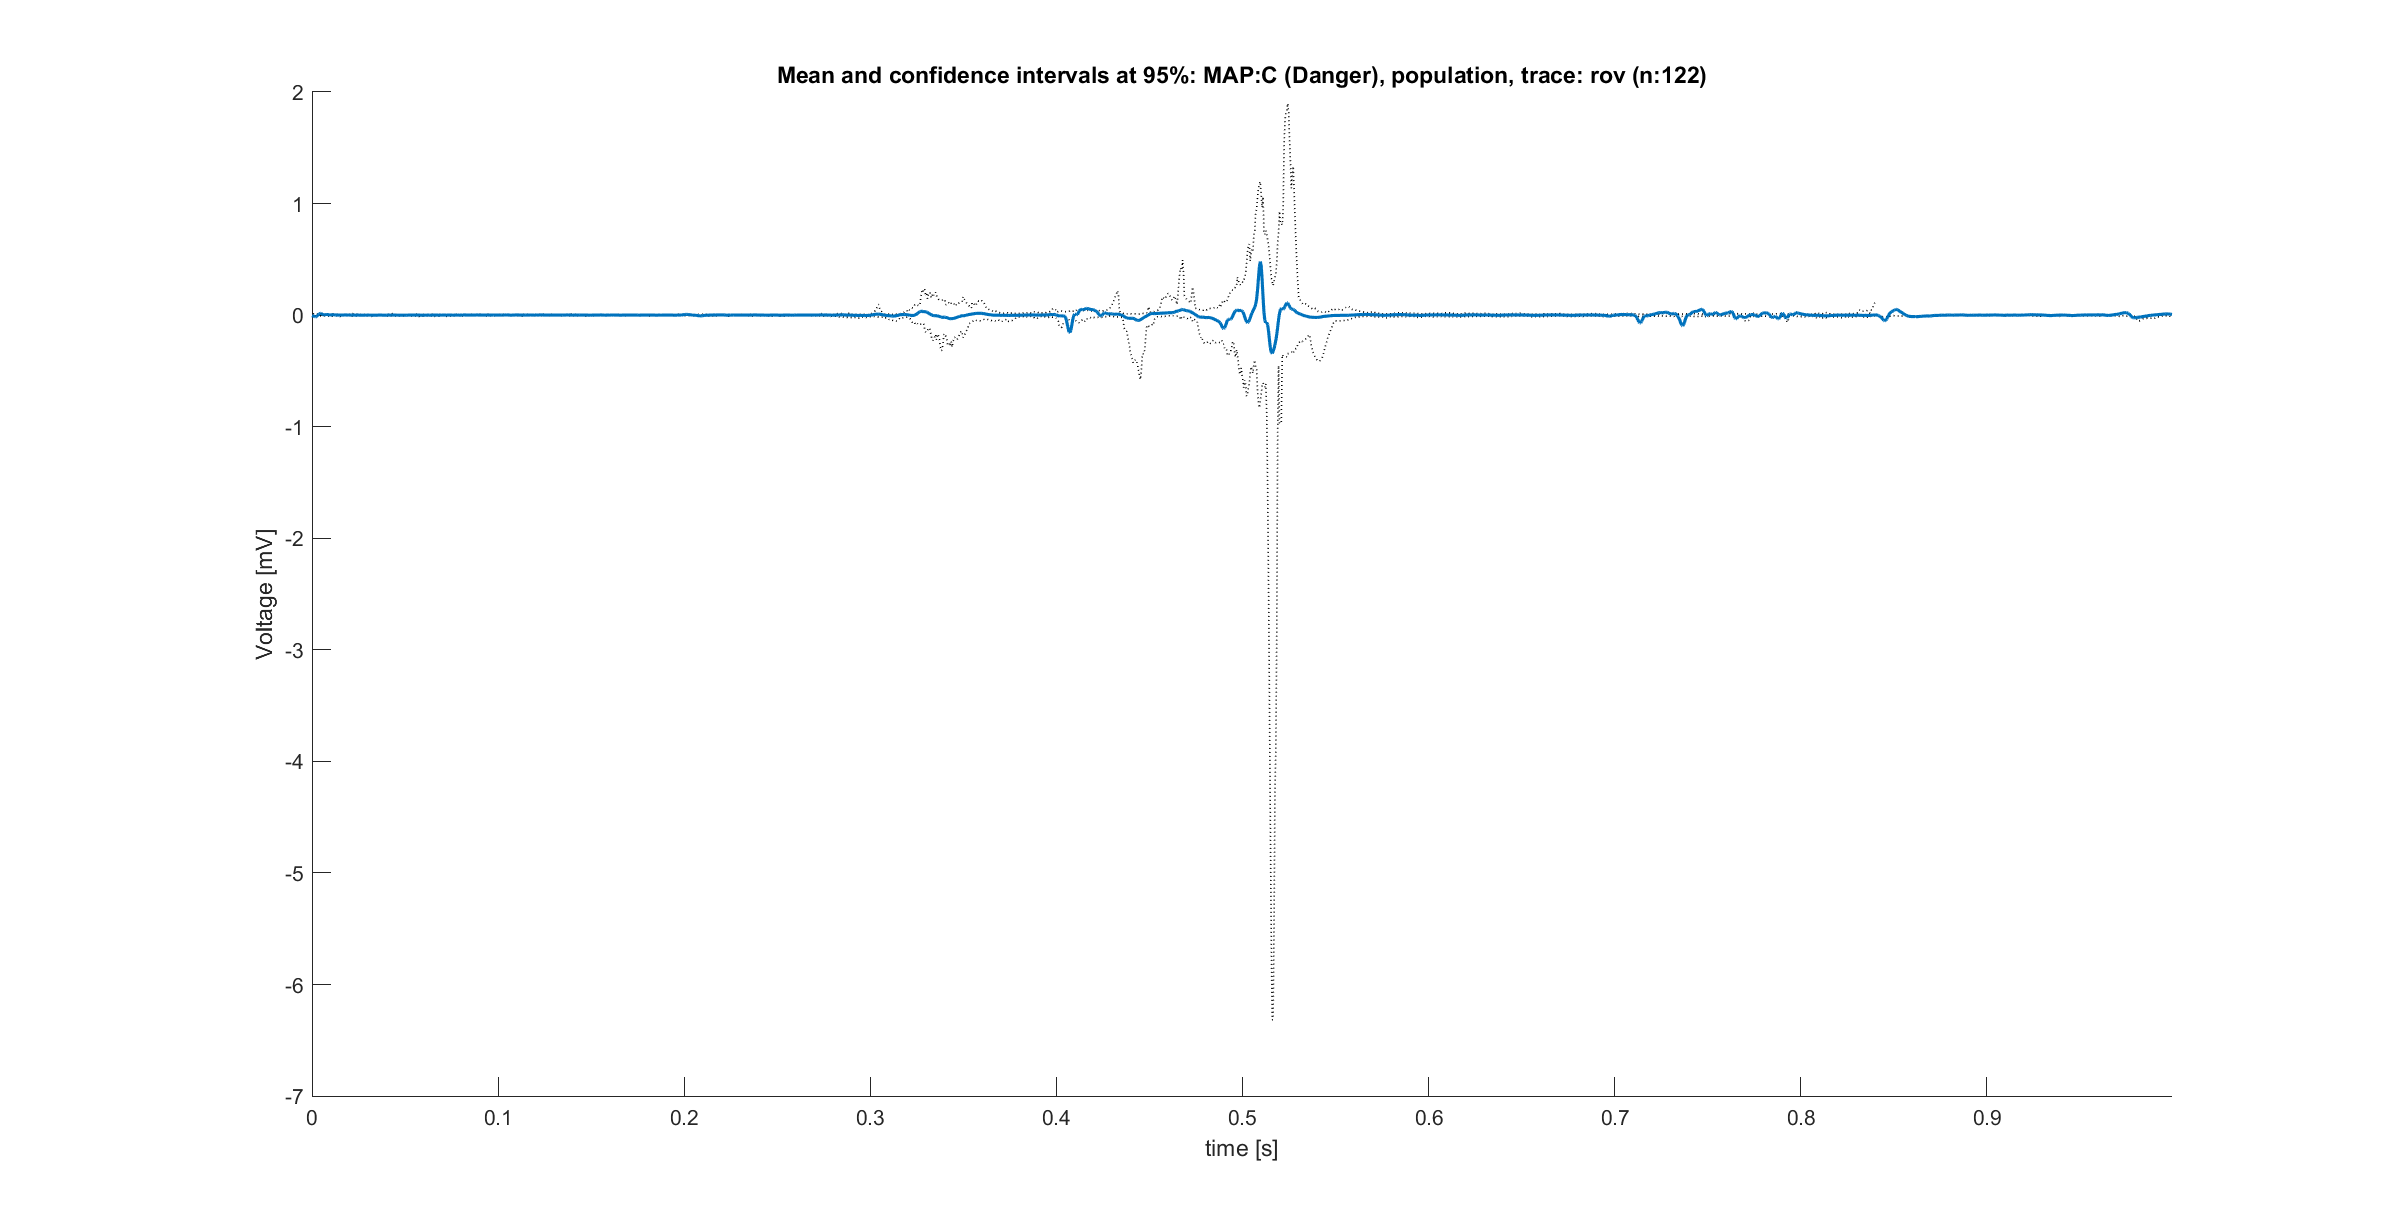 Mean and confidence intervals at 95%: MAP:C (Danger), population, trace: rov (n:122)
2
1
0
-1
-2
-3
-4
-5
-6
-7
Voltage [mV]
0 0.1 0.2 0.3 0.4 0.5 0.6 0.7 0.8 0.9
time [s]